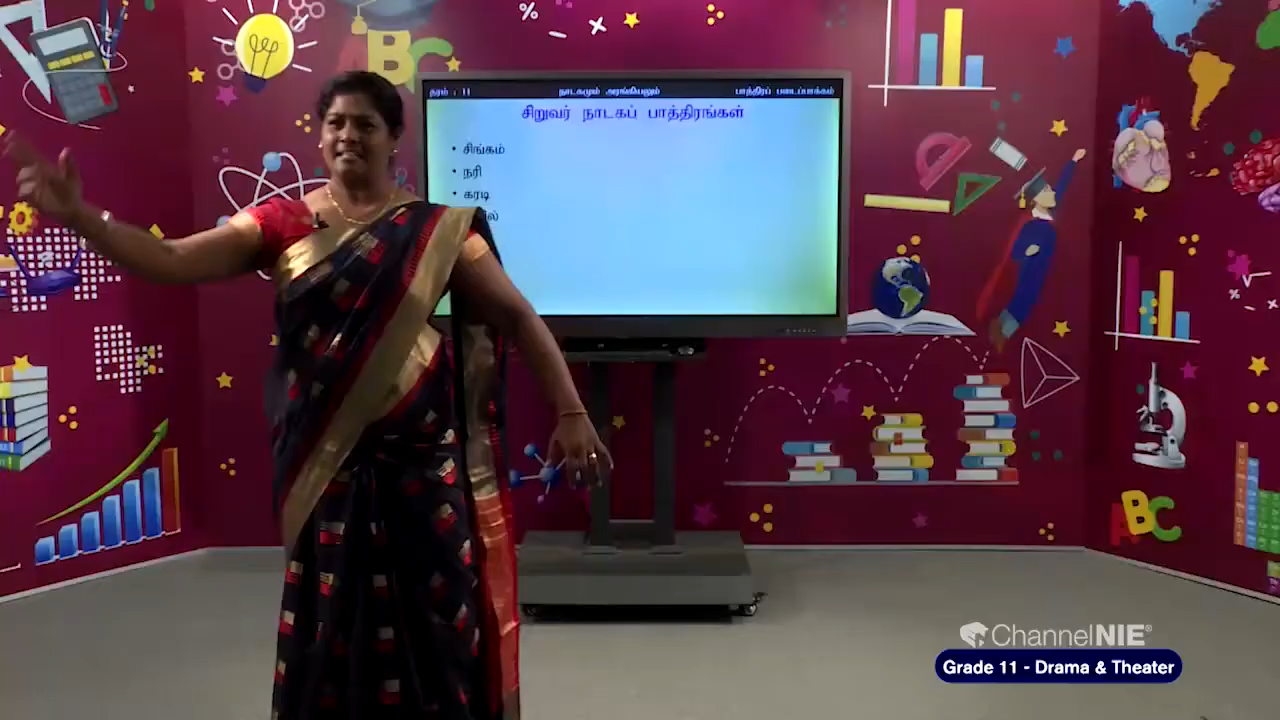 தரம் : 11
நாடகமும் அரங்கியலும்
பாத்திரப் படைப்பாக்கம்
சிறுவர் நாடகப் பாத்திரங்கள்
• சிங்கம்
• நரி
• கரடி
ABC
ABC
ChannelNIE®
Grade 11 - Drama & Theater